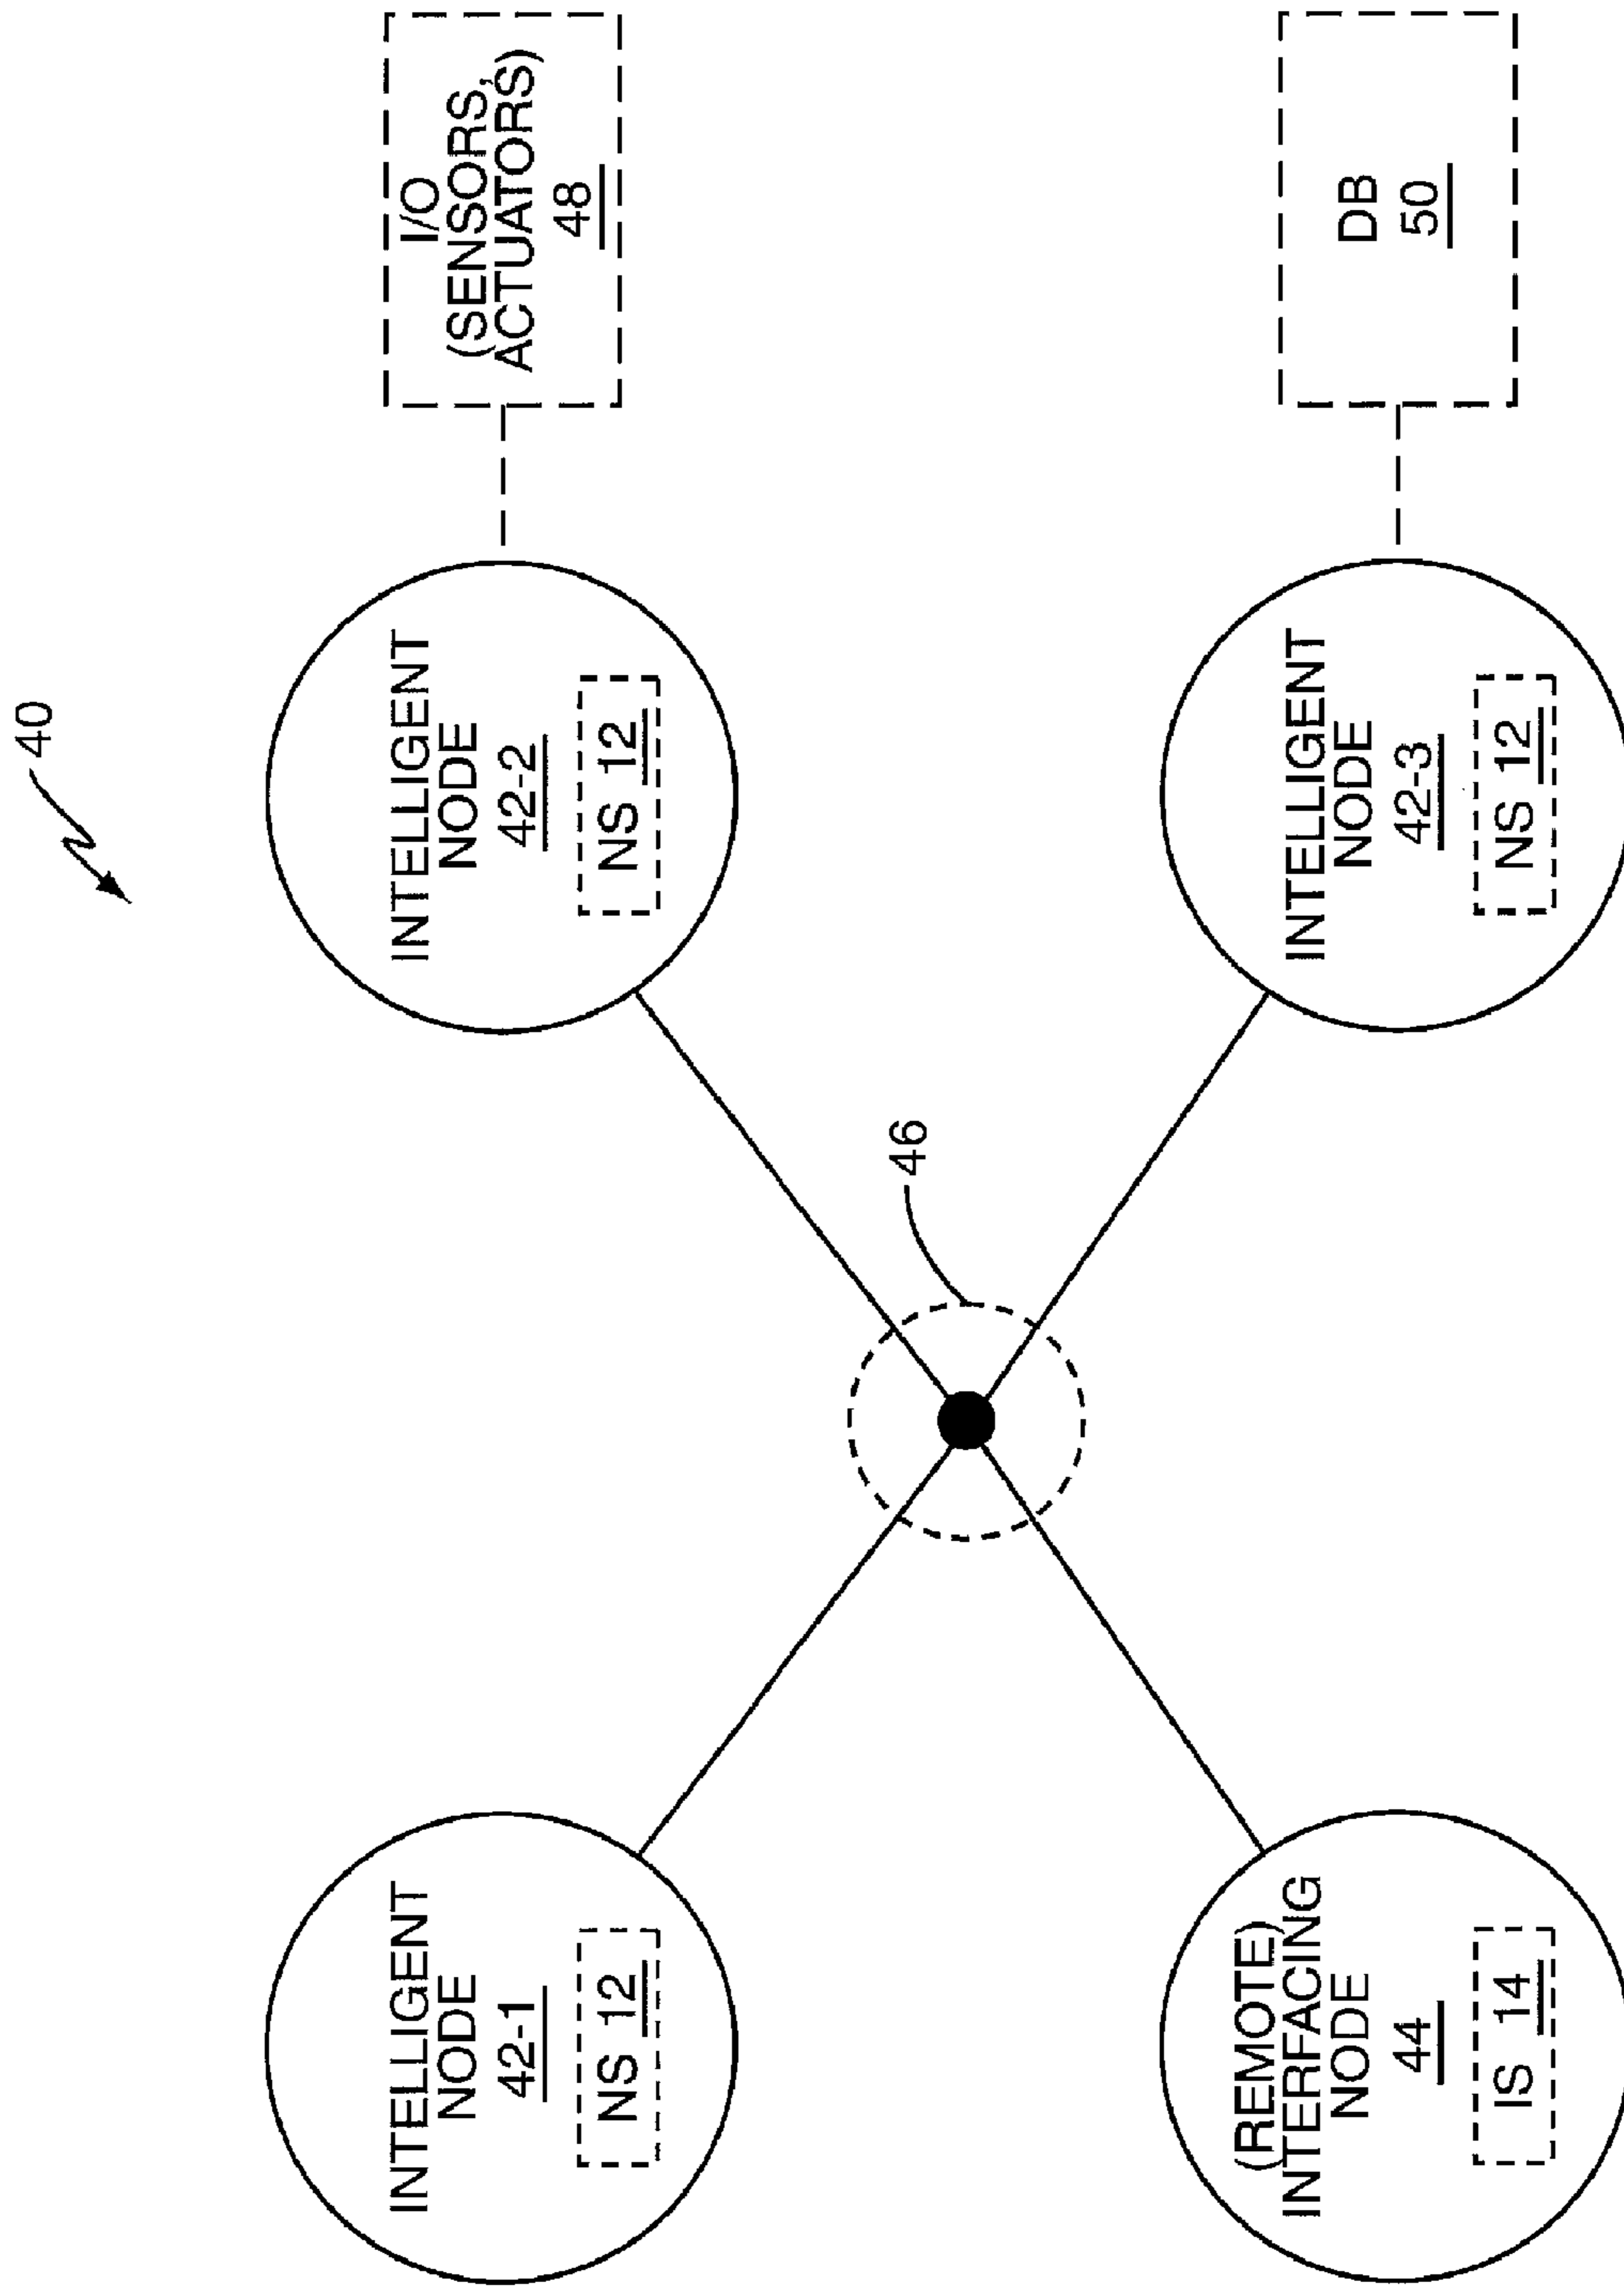 40
INTELLIGENT
NODE
42-1
NS 12
INTELLIGENT
NODE
42-2
NS 12
I/O
(SENSORS,
ACTUATORS)
48
46
(REMOTE)
INTERFACING
NODE
44
IS 14
INTELLIGENT
NODE
42-3
NS 12
DB
50